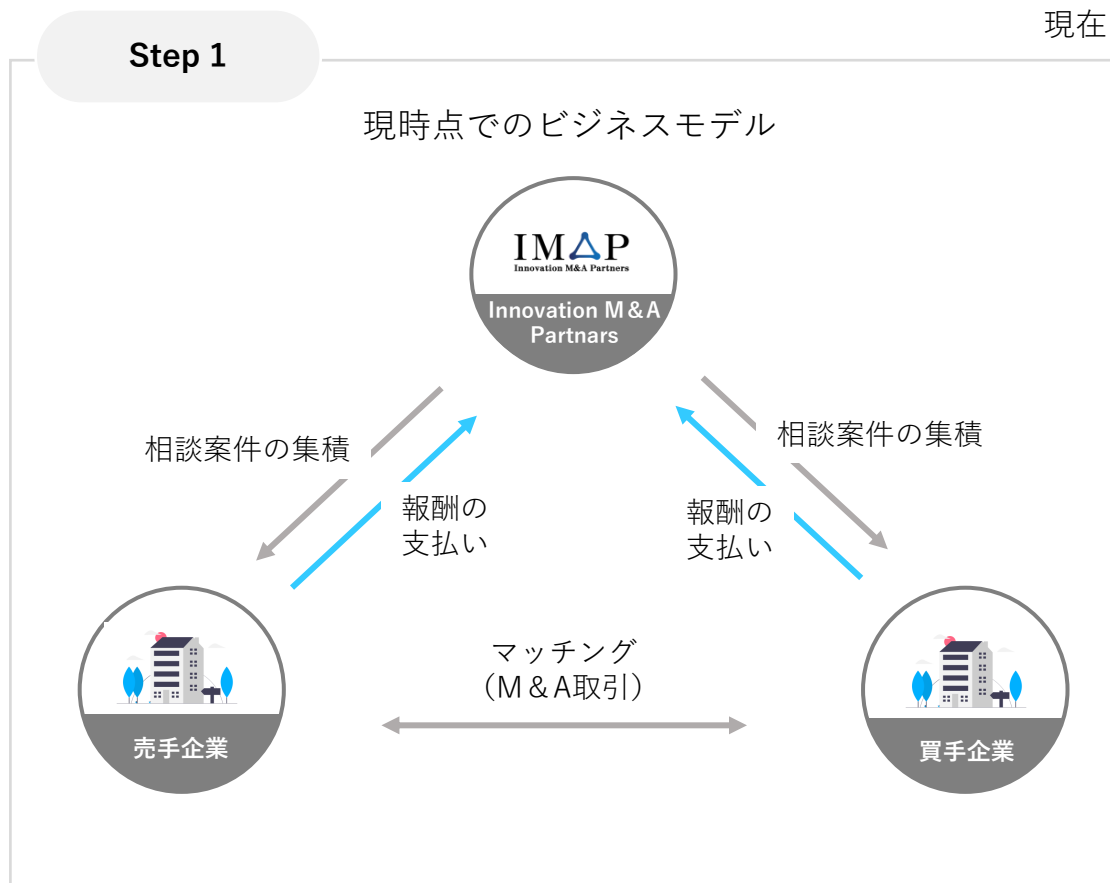 現在
Step 1
現時点でのビジネスモデル
IMAP
Innovation M&A Partners
Innovation M&A
Partnars
相談案件の集積
相談案件の集積
報酬の
支払い
報酬の
支払い
マッチング
（M&A取引）
売手企業
買手企業